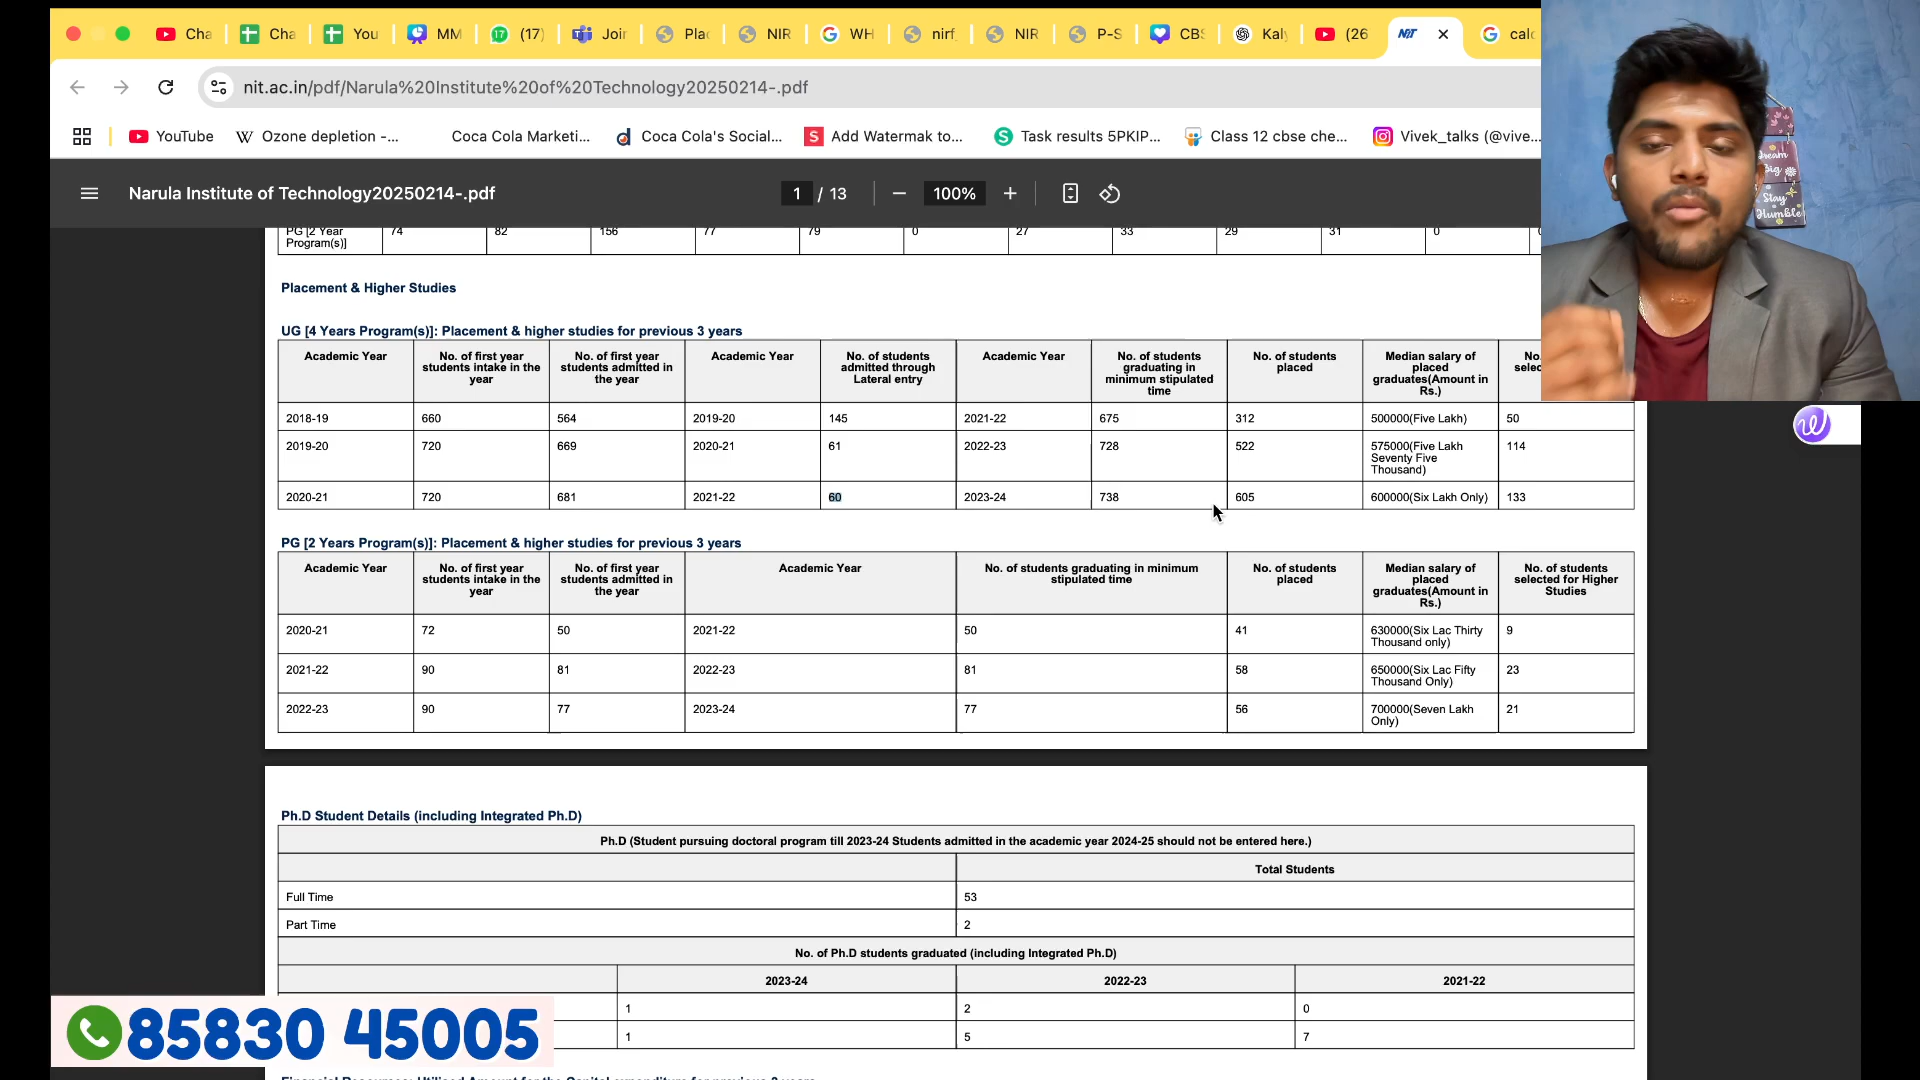 Cha
Cha
You
MM
(17)
Join
Plac
NIR
WH
nirf
NIR
P-S
CBS
Kaly
(26
NiT
calc
nit.ac.in/pdf/Narula%20Institute%20of%20Technology20250214-.pdf
YouTube
Ozone depletion -...
Coca Cola Marketi...
Coca Cola's Social...
Add Watermak to...
Task results 5PKIP...
Class 12 cbse che...
Vivek_talks (@vive...
Dream
Big
Stay
Humble
Narula Institute of Technology20250214-.pdf
1 / 13
100%
PG [2 Year Program(s)] 74 82 156 77 79 0 27 33 29 31 0
Placement & Higher Studies
UG [4 Years Program(s)]: Placement & higher studies for previous 3 years
Academic Year | No. of first year students intake in the year | No. of first year students admitted in the year | Academic Year | No. of students admitted through Lateral entry | Academic Year | No. of students graduating in minimum stipulated time | No. of students placed | Median salary of placed graduates(Amount in Rs.) | No. selec
2018-19 660 564 2019-20 145 2021-22 675 312 500000(Five Lakh) 50
2019-20 720 669 2020-21 61 2022-23 728 522 575000(Five Lakh Seventy Five Thousand) 114
2020-21 720 681 2021-22 60 2023-24 738 605 600000(Six Lakh Only) 133
PG [2 Years Program(s)]: Placement & higher studies for previous 3 years
Academic Year | No. of first year students intake in the year | No. of first year students admitted in the year | Academic Year | No. of students graduating in minimum stipulated time | No. of students placed | Median salary of placed graduates(Amount in Rs.) | No. of students selected for Higher Studies
2020-21 72 50 2021-22 50 41 630000(Six Lac Thirty Thousand only) 9
2021-22 90 81 2022-23 81 58 650000(Six Lac Fifty Thousand Only) 23
2022-23 90 77 2023-24 77 56 700000(Seven Lakh Only) 21
Ph.D Student Details (including Integrated Ph.D)
Ph.D (Student pursuing doctoral program till 2023-24 Students admitted in the academic year 2024-25 should not be entered here.)
Total Students
Full Time 53
Part Time 2
No. of Ph.D students graduated (including Integrated Ph.D)
2023-24 2022-23 2021-22
1 2 0
1 5 7
85830 45005